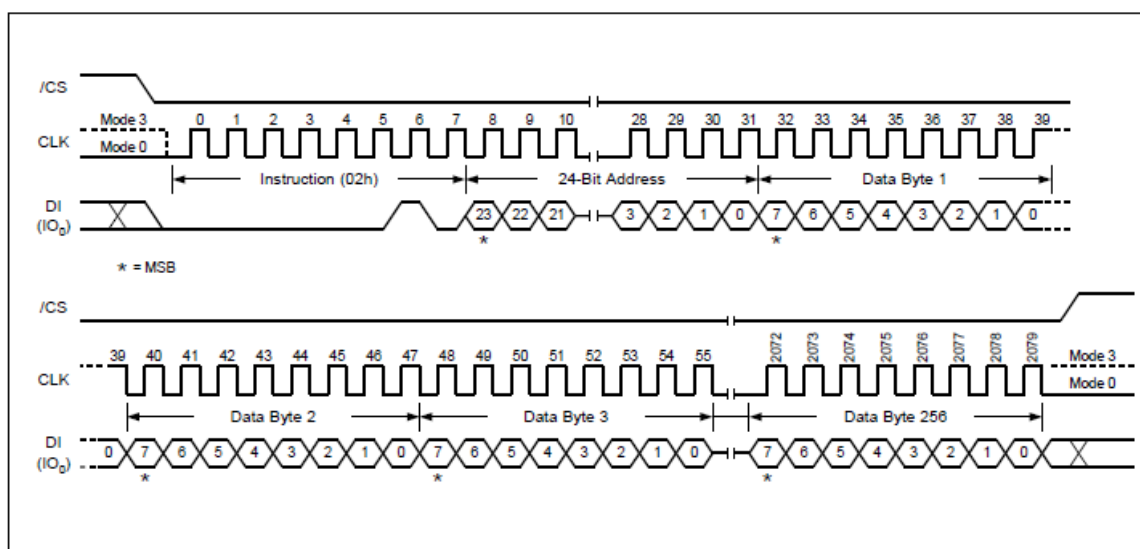 /CS
Mode 3 0 1 2 3 4 5 6 7 8 9 10 28 29 30 31 32 33 34 35 36 37 38 39
CLK
Mode 0
Instruction (02h) 24-Bit Address Data Byte 1
DI
(IO0) 23 22 21 3 2 1 0 7 6 5 4 3 2 1 0
* *
* = MSB
/CS
39 40 41 42 43 44 45 46 47 48 49 50 51 52 53 54 55 2072 2073 2074 2075 2076 2077 2078 2079 Mode 3
CLK
Mode 0
Data Byte 2 Data Byte 3 Data Byte 256
DI
(IO0) 0 7 6 5 4 3 2 1 0 7 6 5 4 3 2 1 0 7 6 5 4 3 2 1 0
* * *